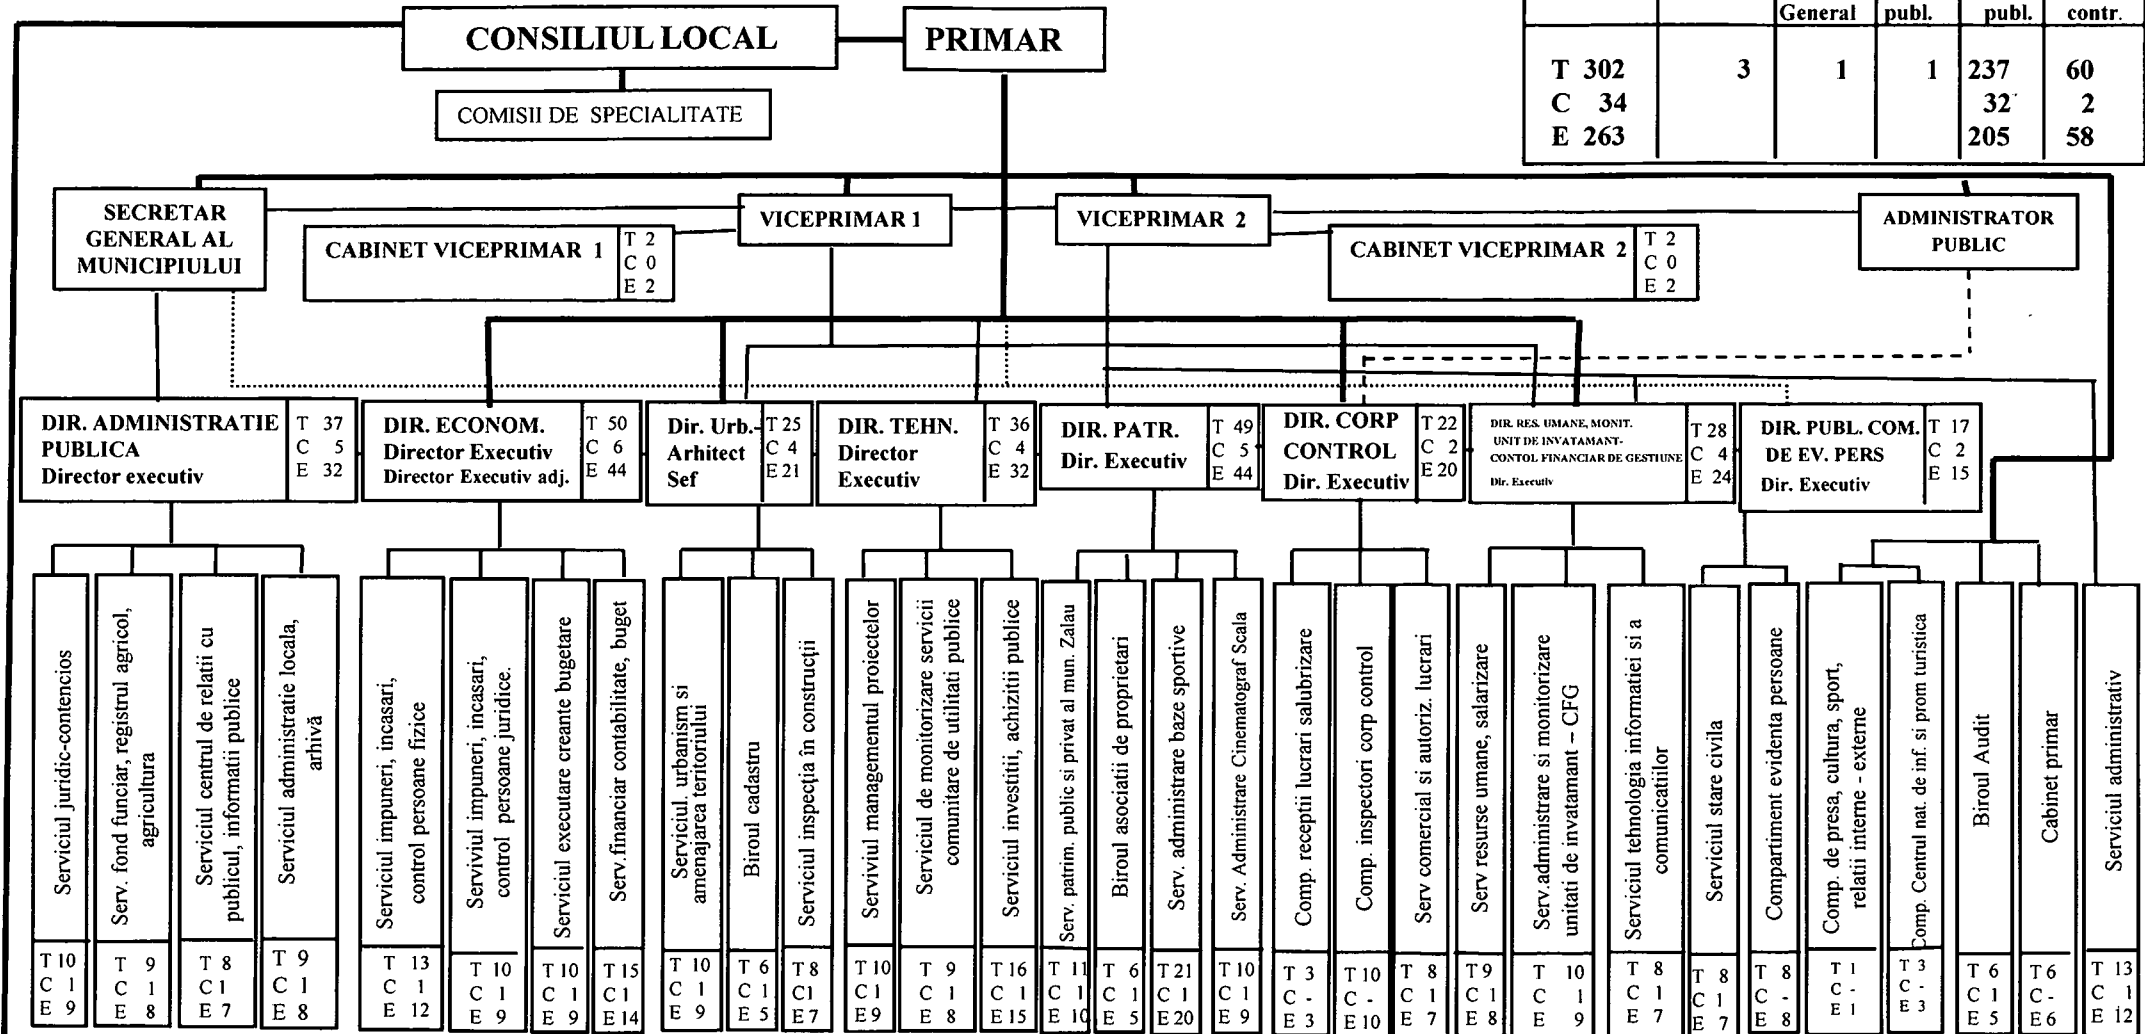 General publ. publ. contr.
CONSILIUL LOCAL
PRIMAR
T 302 3 1 1 237 60
C 34 32 2
E 263 205 58
COMISII DE SPECIALITATE
SECRETAR
GENERAL AL
MUNICIPIULUI
CABINET VICEPRIMAR 1
T 2
C 0
E 2
VICEPRIMAR 1
VICEPRIMAR 2
CABINET VICEPRIMAR 2
T 2
C 0
E 2
ADMINISTRATOR
PUBLIC
DIR. ADMINISTRATIE
PUBLICA
Director executiv
T 37
C 5
E 32
DIR. ECONOM.
Director Executiv
Director Executiv adj.
T 50
C 6
E 44
Dir. Urb.-
Arhitect
Sef
T 25
C 4
E 21
DIR. TEHN.
Director
Executiv
T 36
C 4
E 32
DIR. PATR.
Dir. Executiv
T 49
C 5
E 44
DIR. CORP
CONTROL
Dir. Executiv
T 22
C 2
E 20
DIR. RES. UMANE, MONIT.
UNIT DE INVATAMANT-
CONTOL FINANCIAR DE GESTIUNE
Dir. Executiv
T 28
C 4
E 24
DIR. PUBL. COM.
DE EV. PERS
Dir. Executiv
T 17
C 2
E 15
Serviciul juridic-contencios
T 10
C 1
E 9
Serv. fond funciar, registrul agricol,
agricultura
T 9
C 1
E 8
Serviciul centrul de relatii cu
publicul, informatii publice
T 8
C 1
E 7
Serviciul administratie locala,
arhivă
T 9
C 1
E 8
Serviciul impuneri, incasari,
control persoane fizice
T 13
C 1
E 12
Serviviul impuneri, incasari,
control persoane juridice.
T 10
C 1
E 9
Serviciul executare creante bugetare
T 10
C 1
E 9
Serv.financiar contabilitate, buget
T 15
C 1
E 14
Serviciul. urbanism si
amenajarea teritoriului
T 10
C 1
E 9
Biroul cadastru
T 6
C 1
E 5
Serviciul inspecția în construcții
T 8
C1
E7
Serviviul managementul proiectelor
T 10
C 1
E9
Serviciul de monitorizare servicii
comunitare de utilitati publice
T 9
C 1
E 8
Serviciul investitii, achizitii publice
T 16
C 1
E 15
Serv. patrim. public si privat al mun. Zalau
T 11
C 1
E 10
Biroul asociatii de proprietari
T 6
C 1
E 5
Serv. administrare baze sportive
T 21
C 1
E 20
Serv. Administrare Cinematograf Scala
T 10
C 1
E 9
Comp. receptii lucrari salubrizare
T 3
C -
E 3
Comp. inspectori corp control
T 10
C -
E 10
Serv comercial si autoriz. lucrari
T 8
C 1
E 7
Serv resurse umane, salarizare
T 9
C 1
E 8
Serv.administrare si monitorizare
unitati de invatamant – CFG
T 10
C 1
E 9
Serviciul tehnologia informatiei si a
comunicatiilor
T 8
C 1
E 7
Serviciul stare civila
T 8
C 1
E 7
Compartiment evidenta persoane
T 8
C -
E 8
Comp. de presa, cultura, sport,
relatii interne - externe
T 1
C -
E 1
Comp. Centrul nat. de inf. si prom turistica
T 3
C -
E 3
Biroul Audit
T 6
C 1
E 5
Cabinet primar
T 6
C -
E 6
Serviciul administrativ
T 13
C 1
E 12